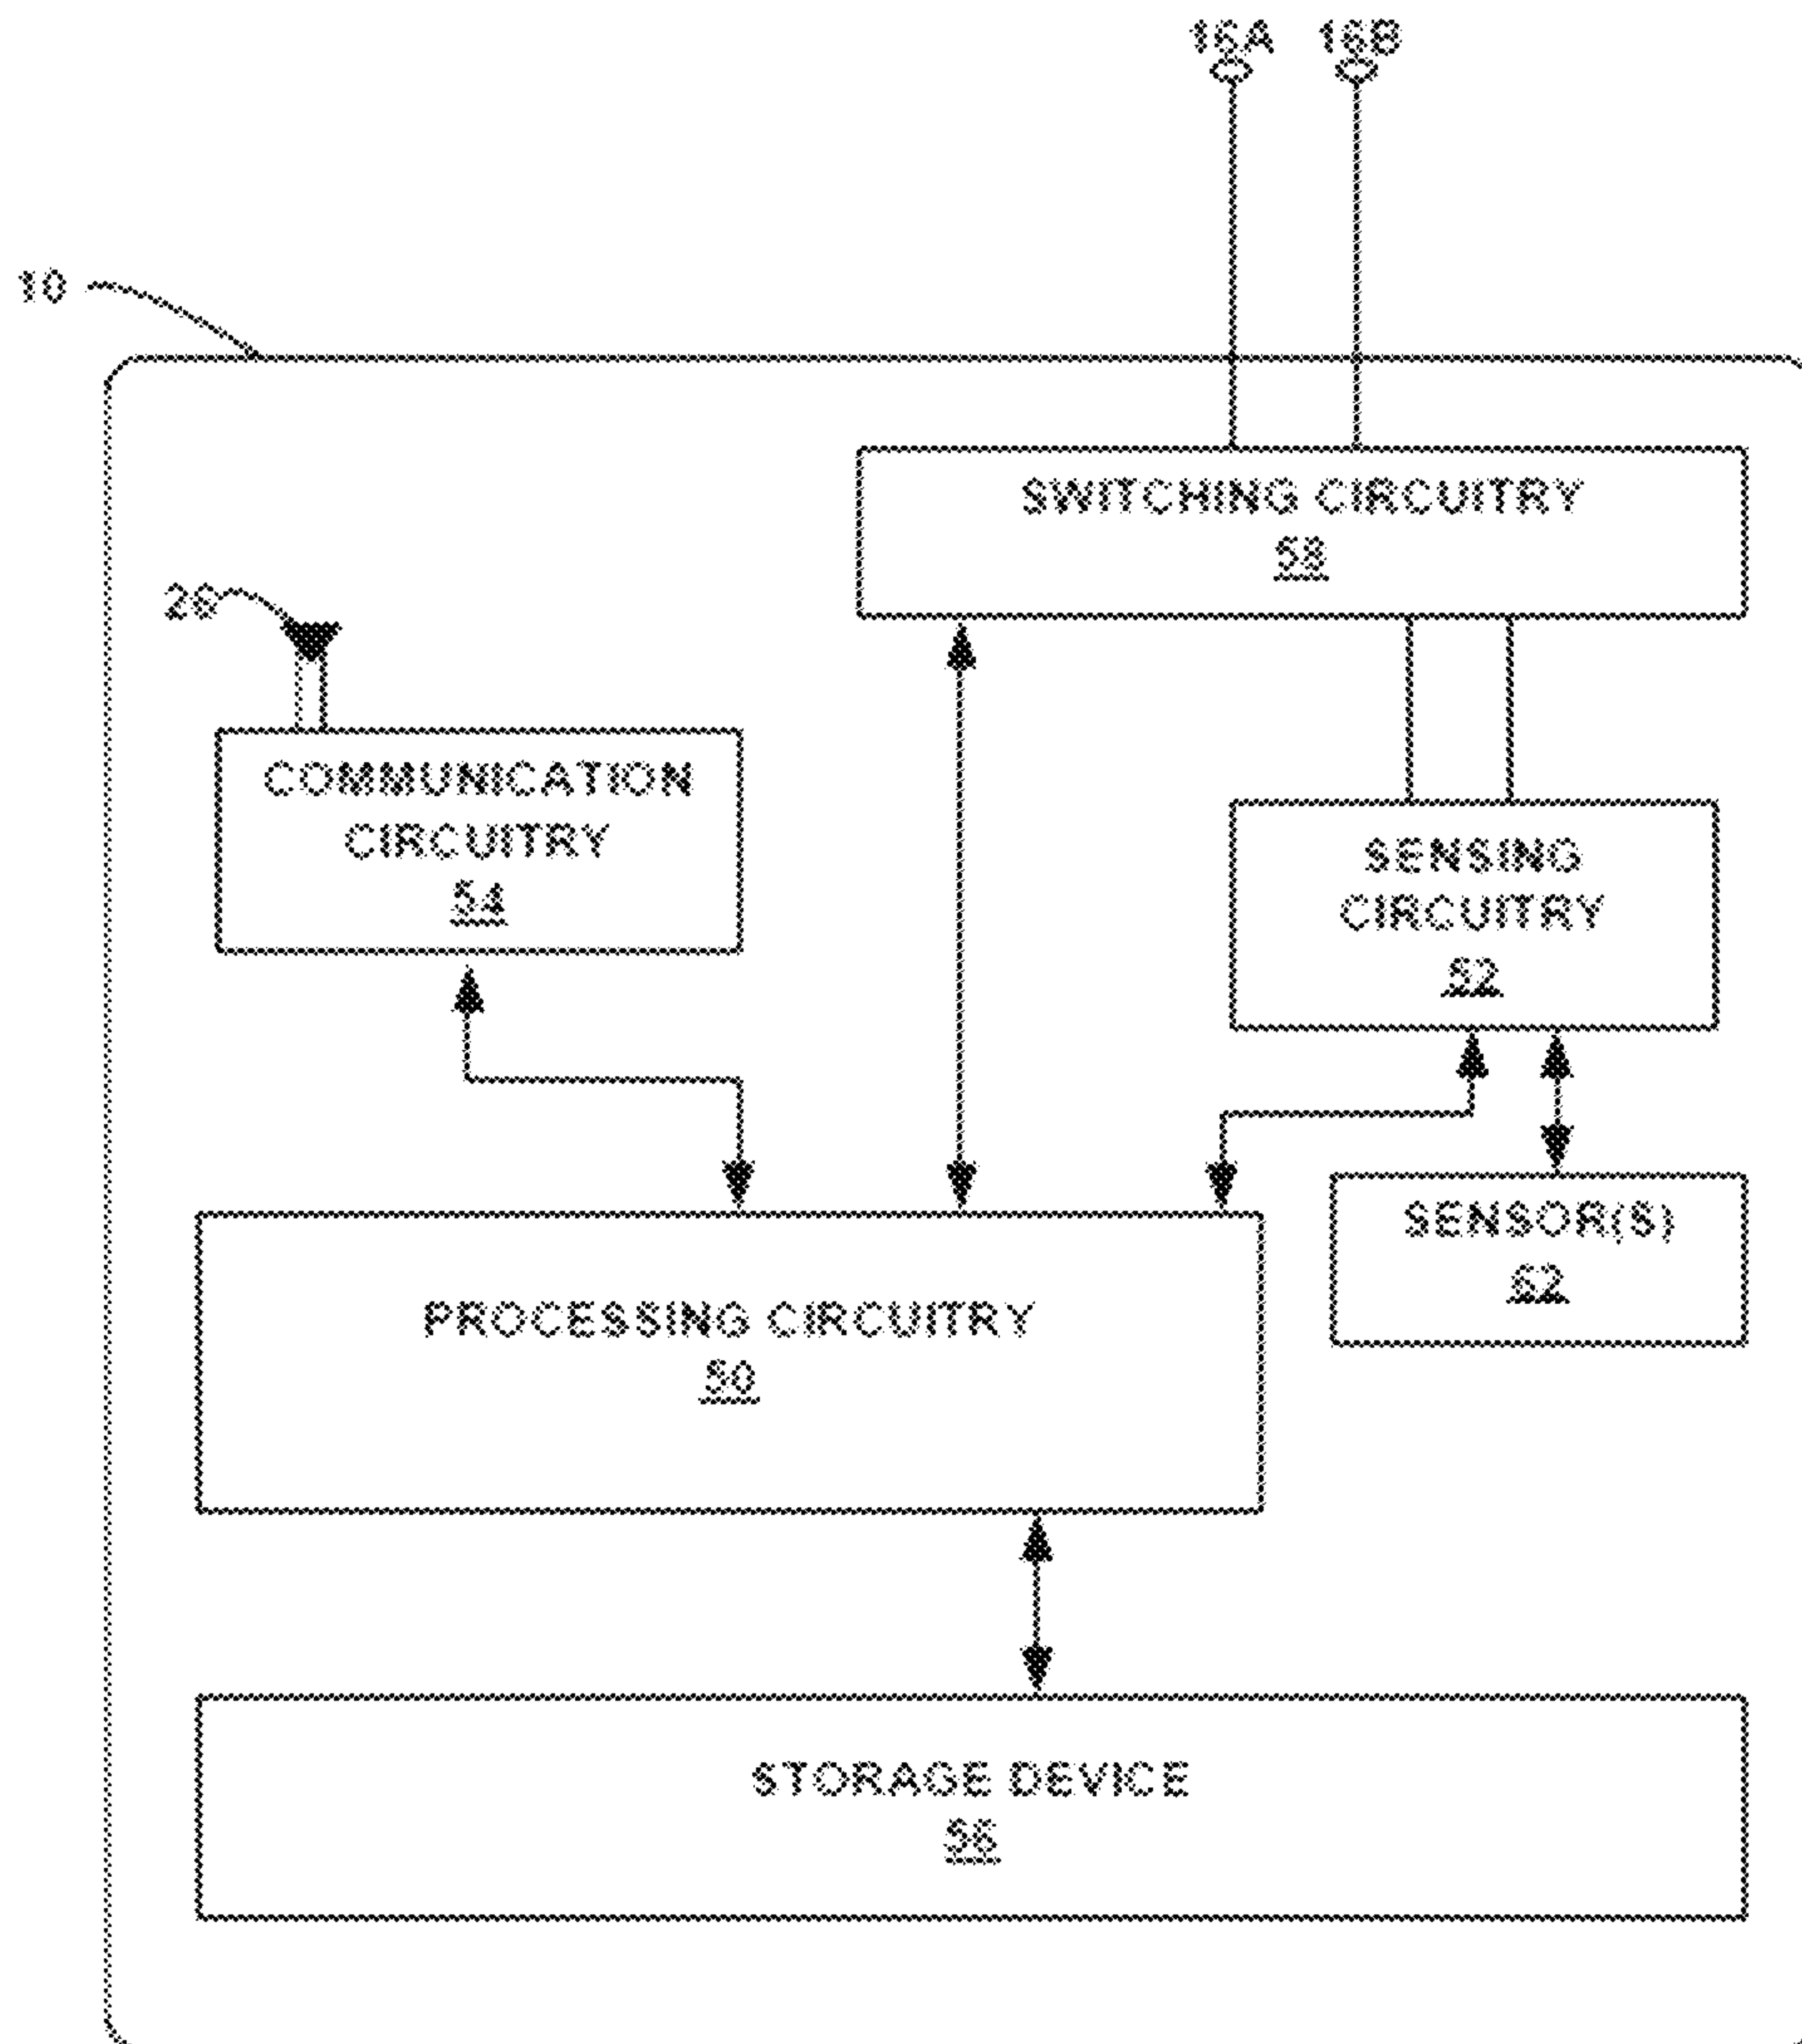 16A 16B
10
SWITCHING CIRCUITRY
58
26
COMMUNICATION
CIRCUITRY
54
SENSING
CIRCUITRY
52
SENSOR(S)
62
PROCESSING CIRCUITRY
50
STORAGE DEVICE
56